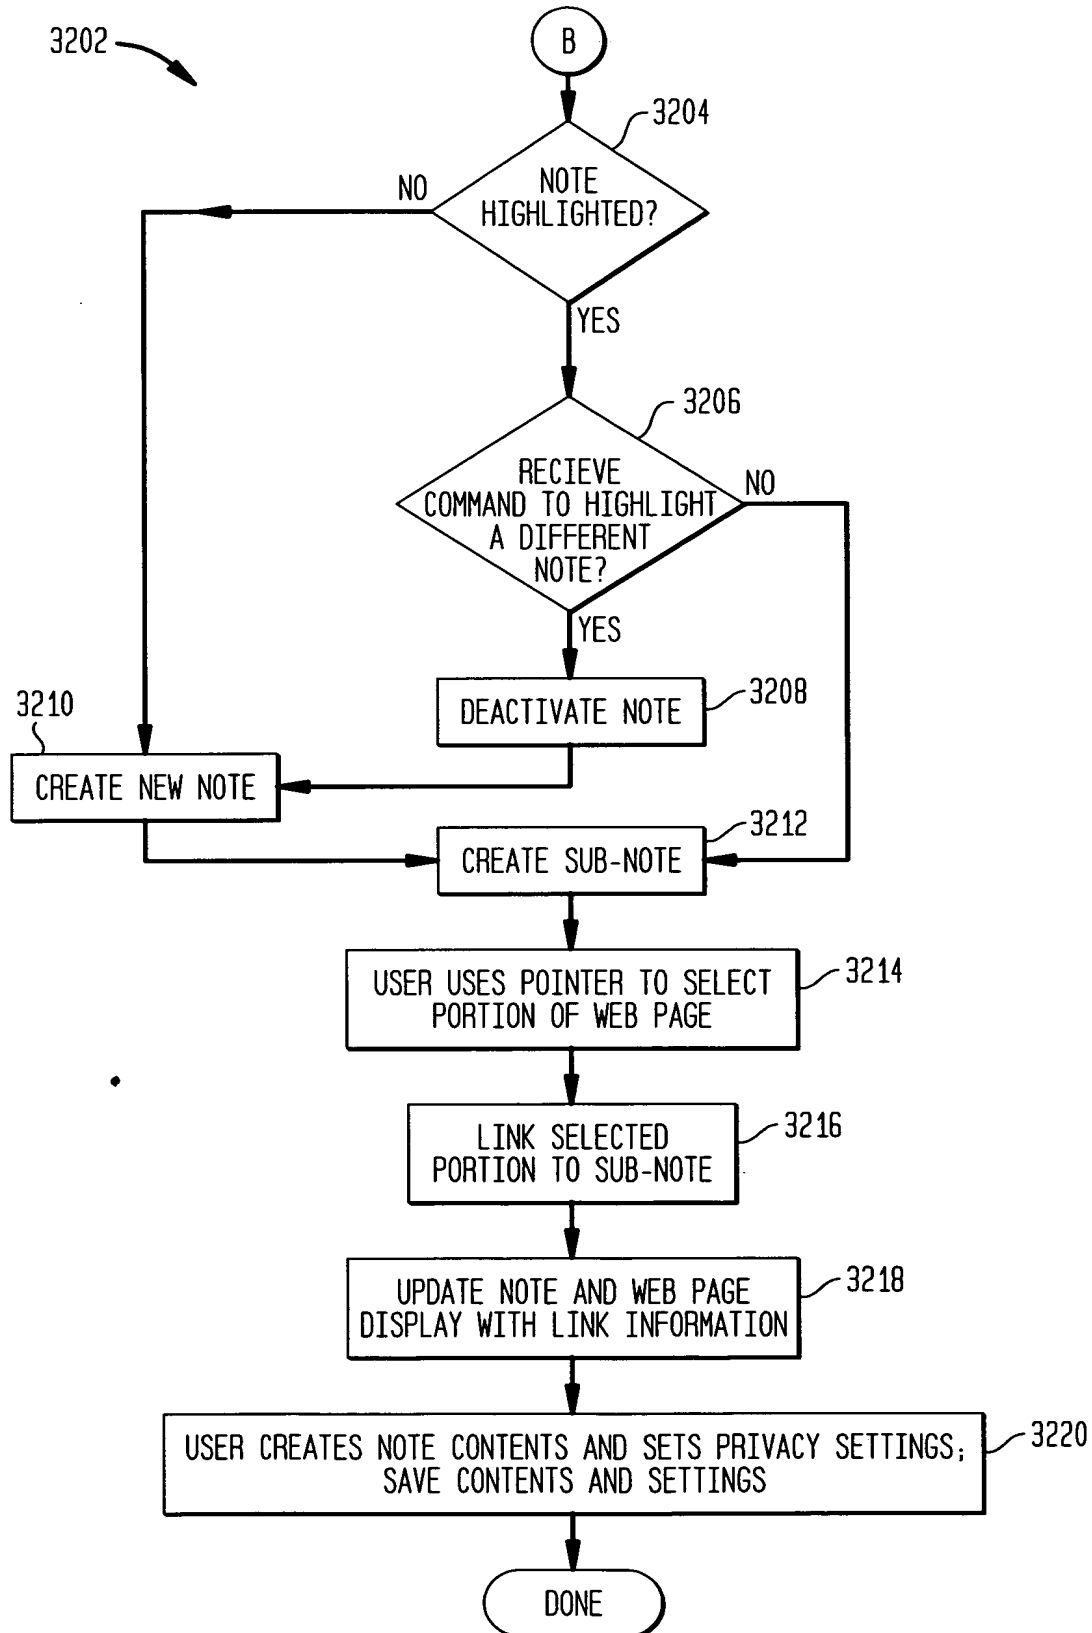 3202
B
3204
NOTE
HIGHLIGHTED?
NO
YES
3206
RECIEVE
COMMAND TO HIGHLIGHT
A DIFFERENT
NOTE?
NO
YES
3208
DEACTIVATE NOTE
3210
CREATE NEW NOTE
3212
CREATE SUB-NOTE
3214
USER USES POINTER TO SELECT
PORTION OF WEB PAGE
3216
LINK SELECTED
PORTION TO SUB-NOTE
3218
UPDATE NOTE AND WEB PAGE
DISPLAY WITH LINK INFORMATION
3220
USER CREATES NOTE CONTENTS AND SETS PRIVACY SETTINGS;
SAVE CONTENTS AND SETTINGS
DONE